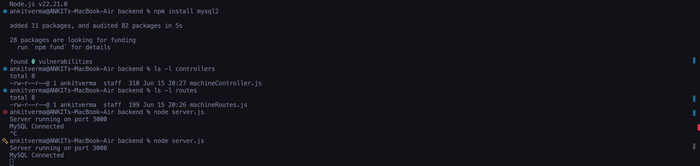 Node.js v22.21.0
ankitverma@ANKITs-MacBook-Air backend % npm install mysql2
added 11 packages, and audited 82 packages in 5s
28 packages are looking for funding
run `npm fund` for details
found 0 vulnerabilities
ankitverma@ANKITs-MacBook-Air backend % ls -l controllers
total 8
-rw-r--r--@ 1 ankitverma  staff  310 Jun 15 20:27 machineController.js
ankitverma@ANKITs-MacBook-Air backend % ls -l routes
total 8
-rw-r--r--@ 1 ankitverma  staff  199 Jun 15 20:26 machineRoutes.js
ankitverma@ANKITs-MacBook-Air backend % node server.js
Server running on port 3000
MySQL Connected
^C
ankitverma@ANKITs-MacBook-Air backend % node server.js
Server running on port 3000
MySQL Connected